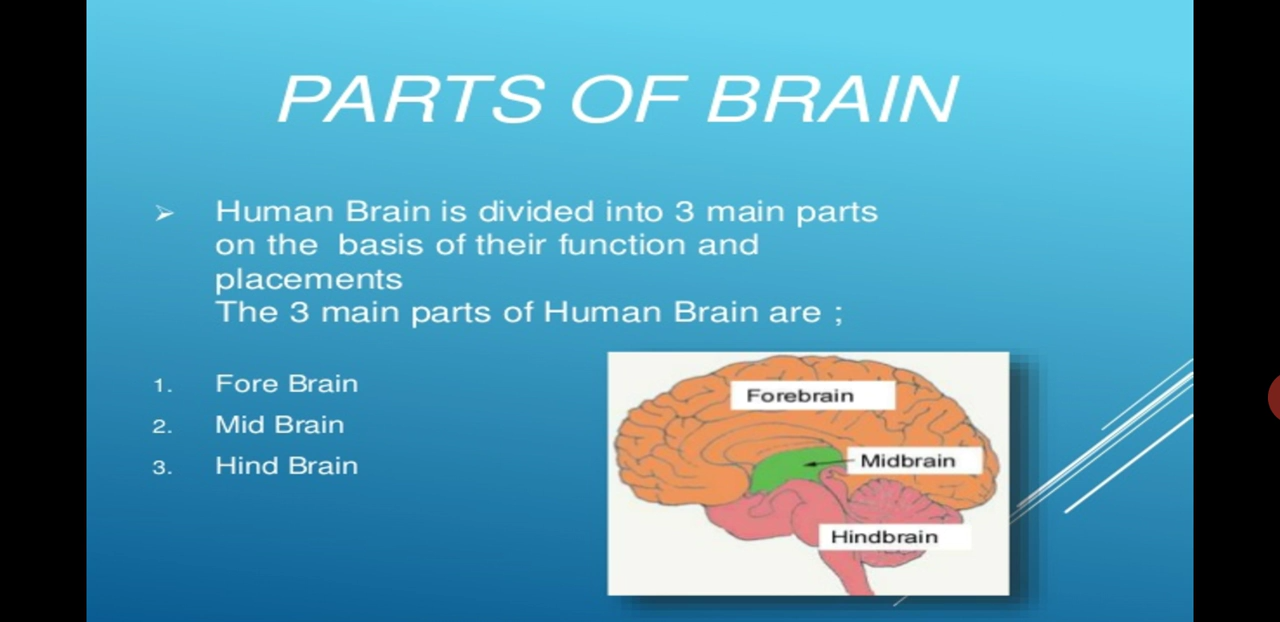 PARTS OF BRAIN
➢ Human Brain is divided into 3 main parts
on the basis of their function and
placements
The 3 main parts of Human Brain are ;
1. Fore Brain
2. Mid Brain
3. Hind Brain
Forebrain
Midbrain
Hindbrain